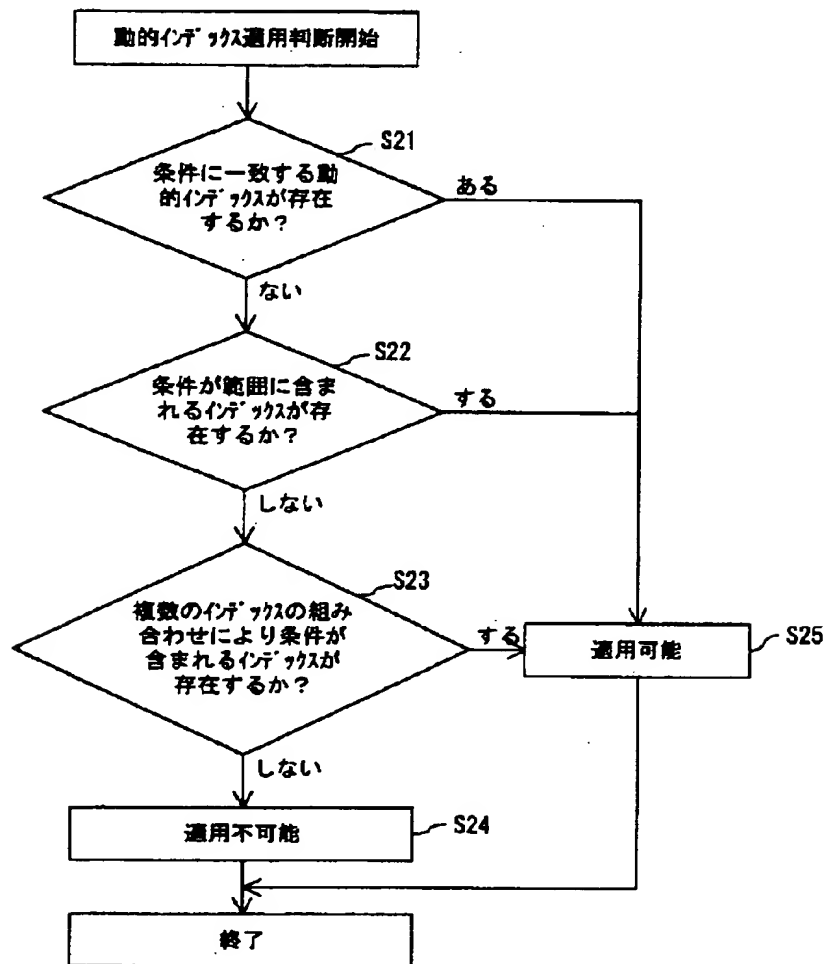 動的インデックス適用判断開始
S21
条件に一致する動
的インデックスが存在
するか?
ある
ない
S22
条件が範囲に含ま
れるインデックスが存
在するか?
する
しない
S23
複数のインデックスの組み
合わせにより条件が
含まれるインデックスが
存在するか?
する
適用可能
S25
しない
適用不可能
S24
終了